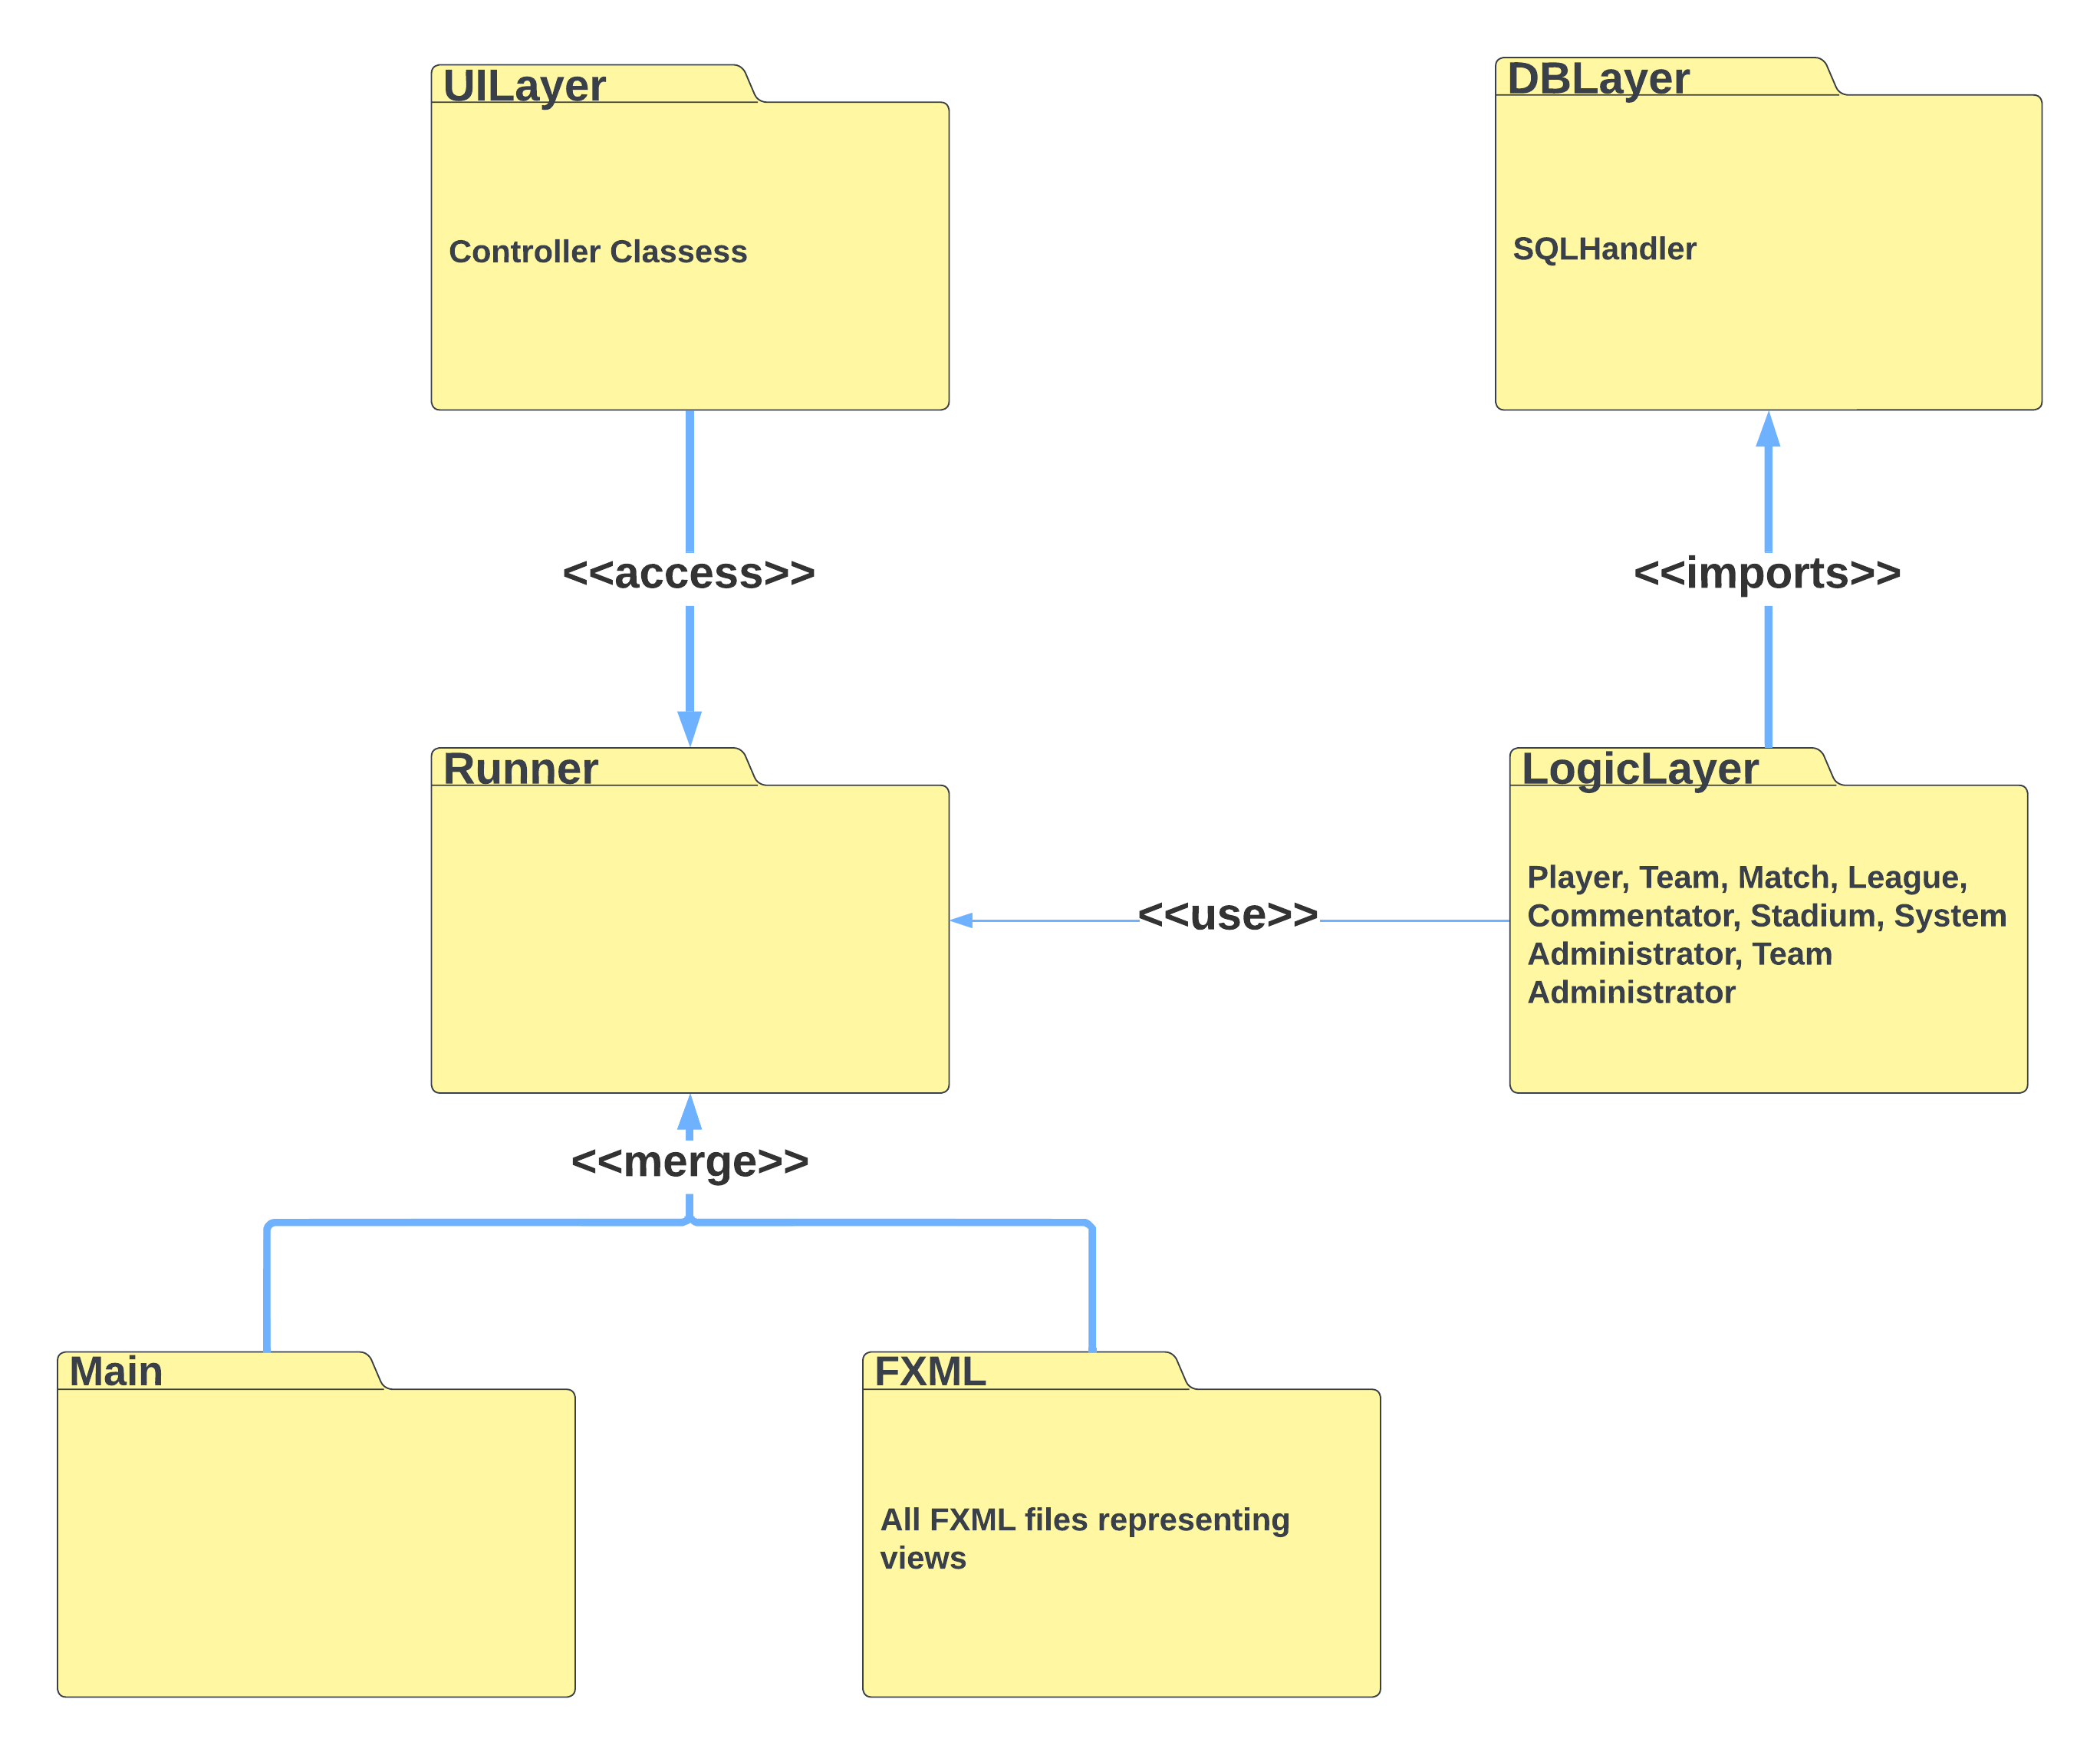 UILayer
Controller Classess
DBLayer
SQLHandler
<<access>>
<<imports>>
Runner
LogicLayer
Player, Team, Match, League,
Commentator, Stadium, System
Administrator, Team
Administrator
<<use>>
<<merge>>
Main
FXML
All FXML files representing
views